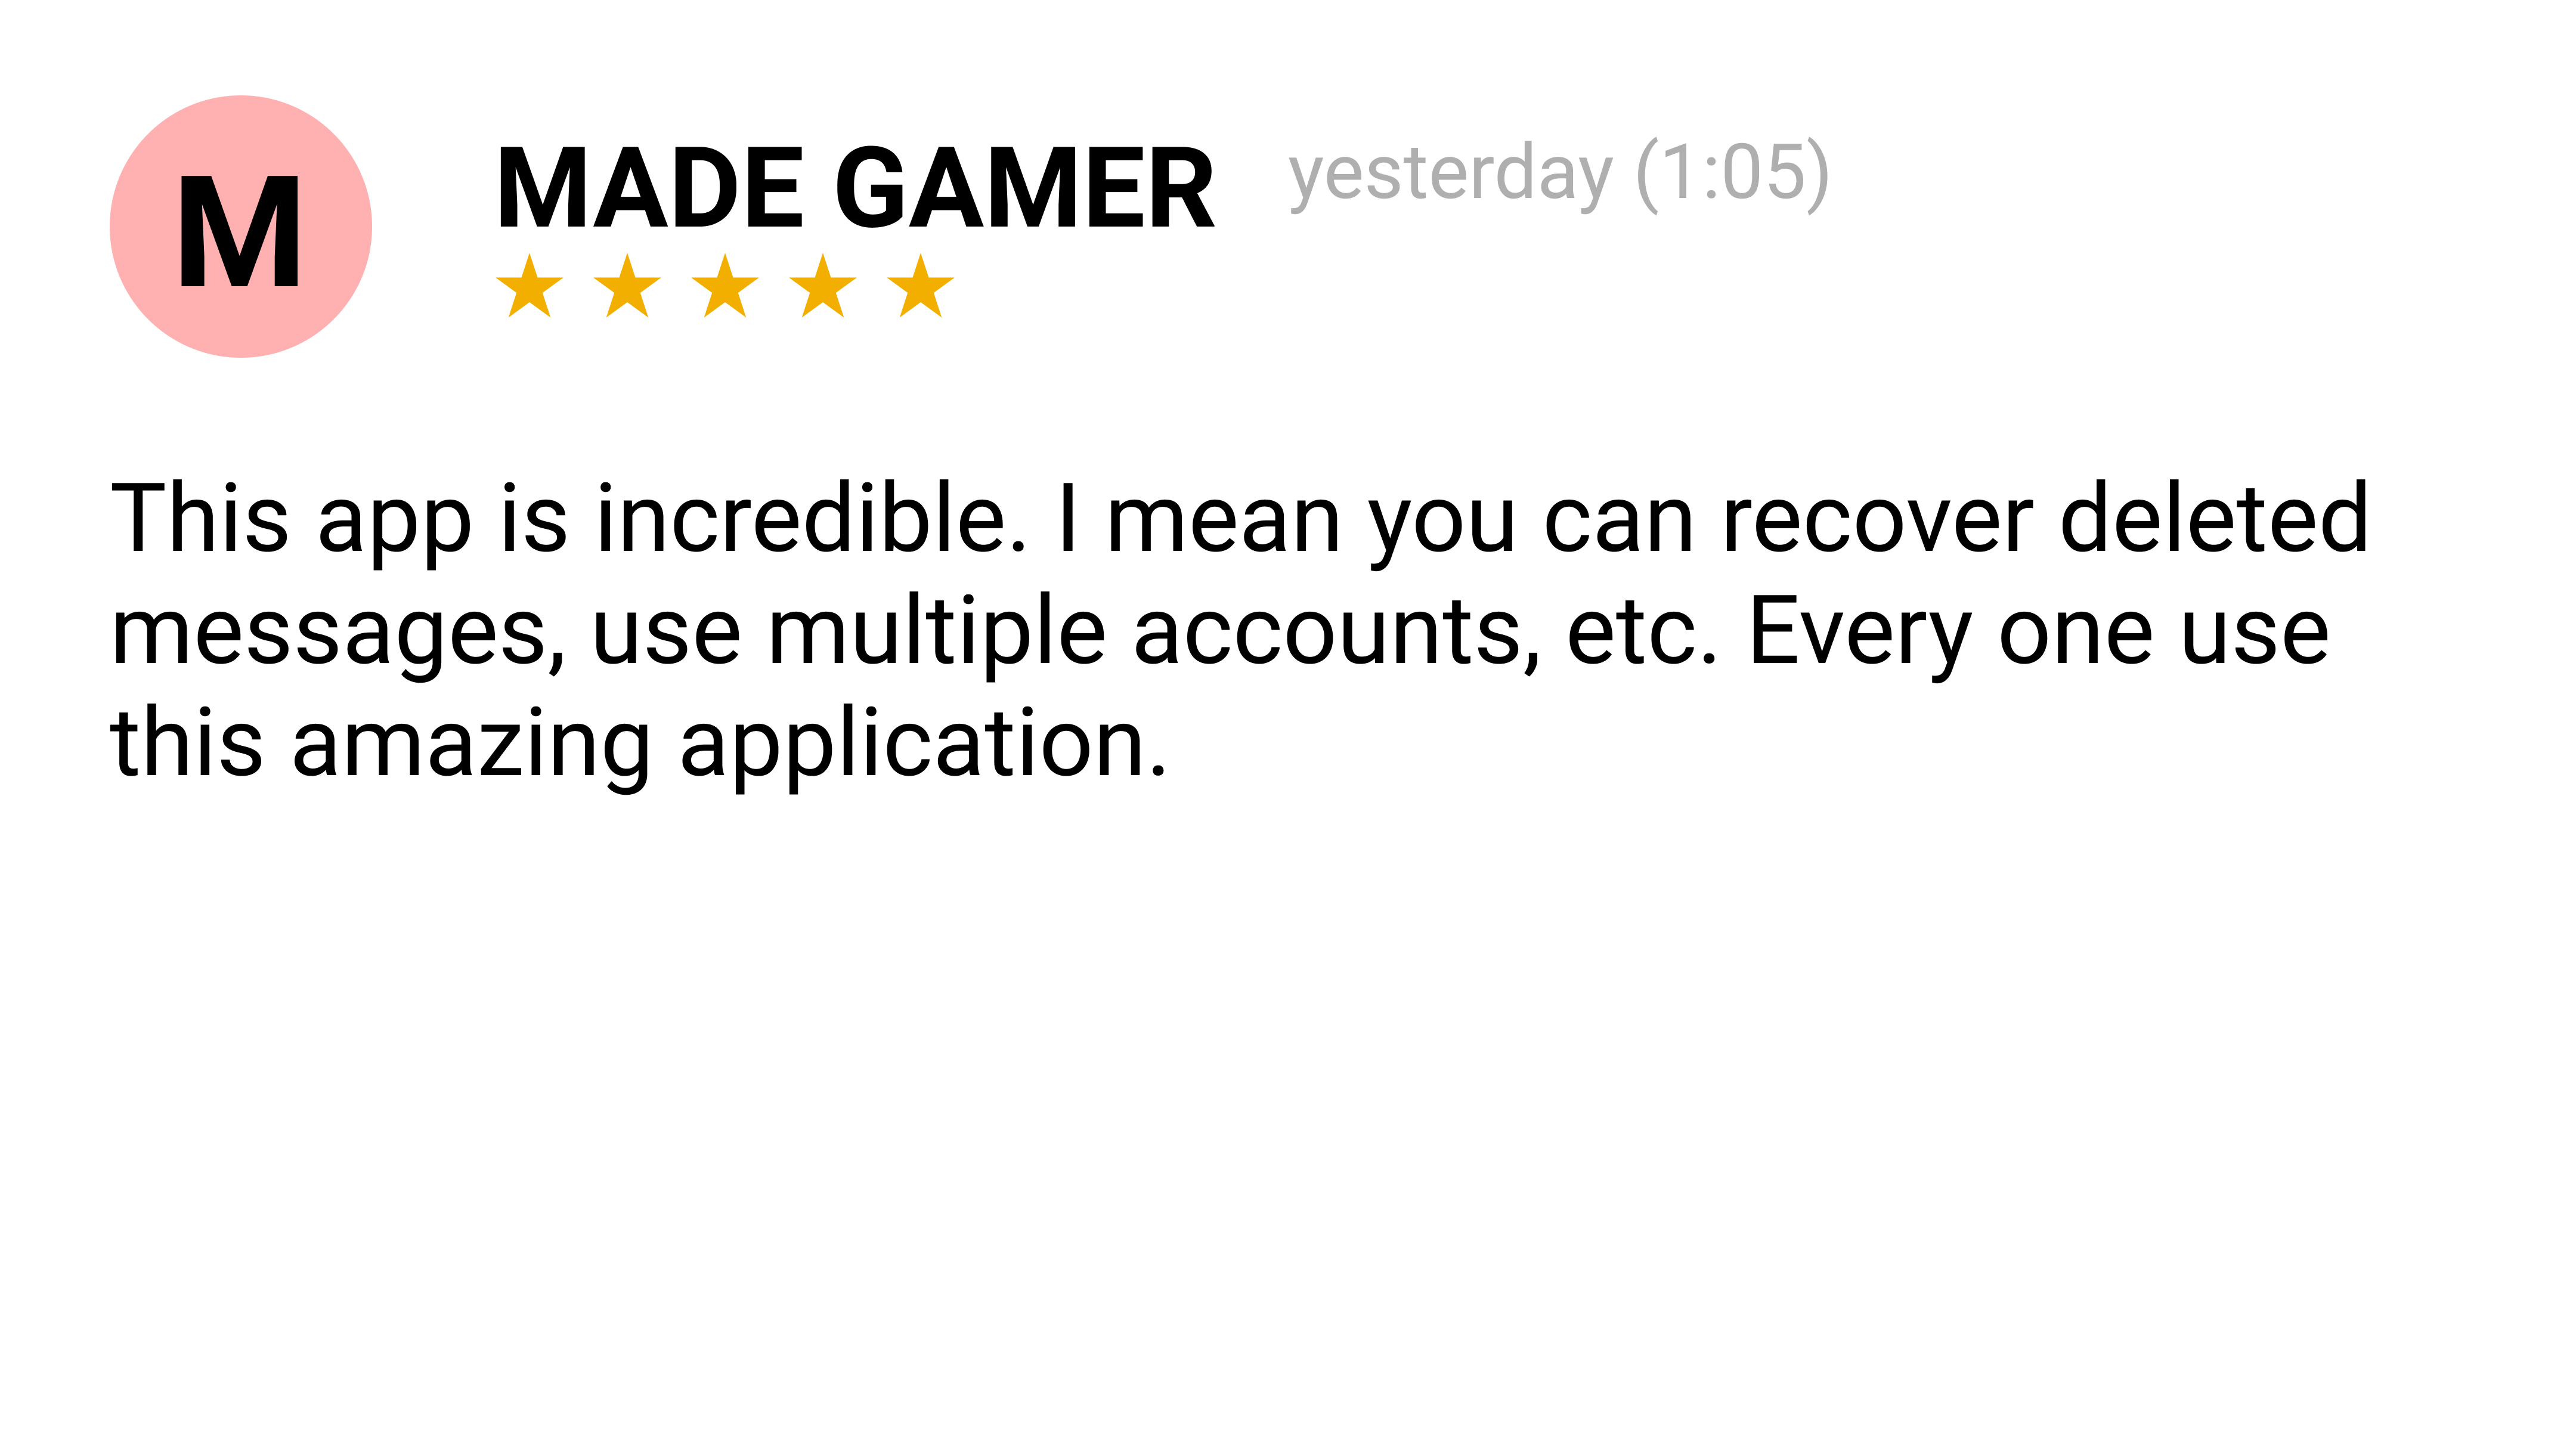 M
MADE GAMER yesterday (1:05)
This app is incredible. I mean you can recover deleted
messages, use multiple accounts, etc. Every one use
this amazing application.